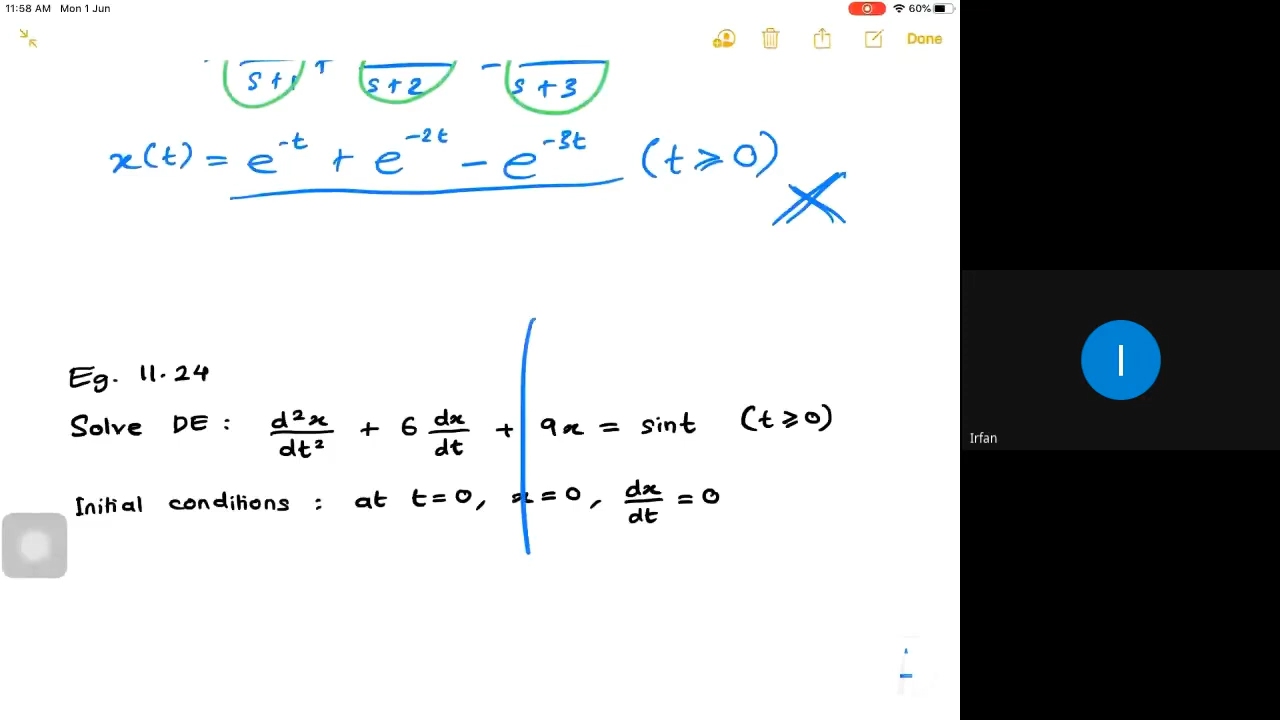 11:58 AM Mon 1 Jun 60%
Done
s+1 + s+2 - s+3
x(t) = e^{-t} + e^{-2t} - e^{-3t} (t ≥ 0)
Eg. 11.24
Solve DE : d²x/dt² + 6 dx/dt + 9x = sint (t ≥ 0)
Initial conditions : at t=0, x=0, dx/dt = 0
I
Irfan